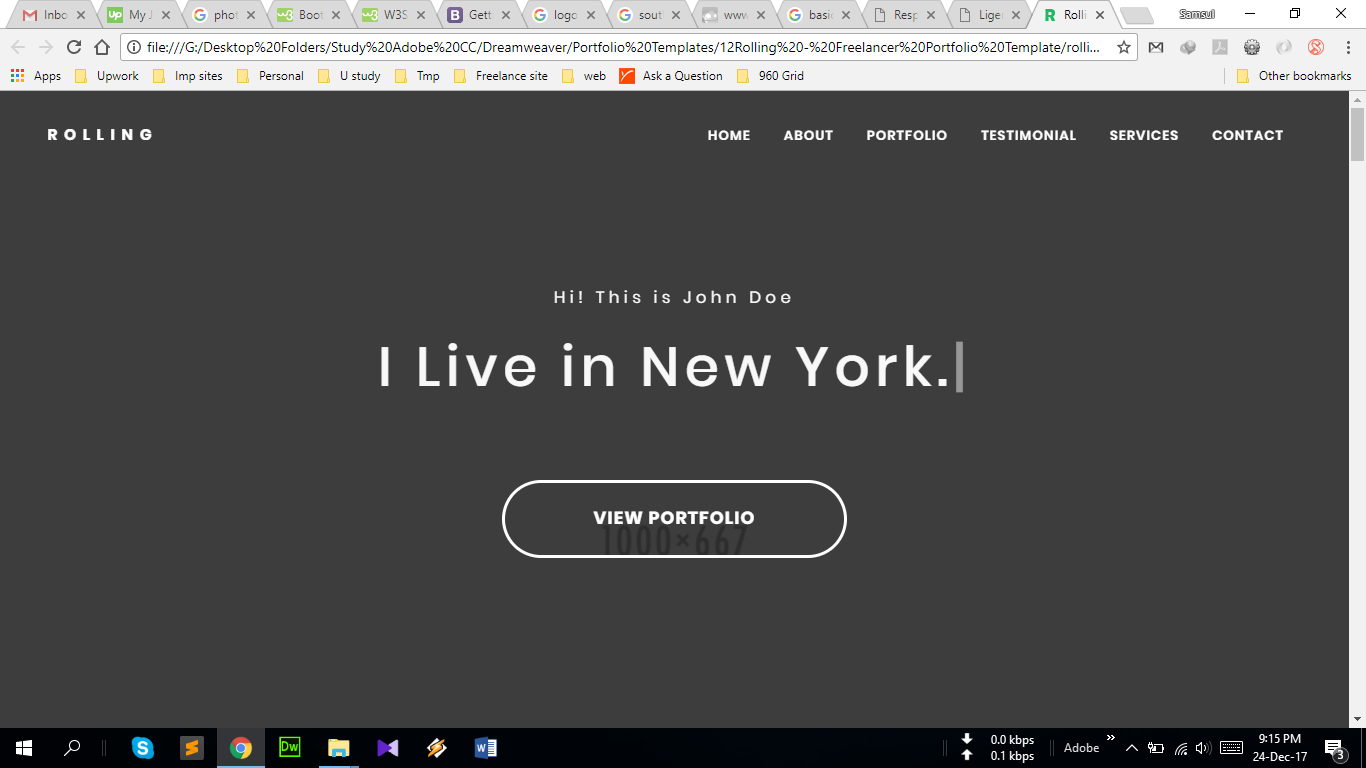 Inbo
Up My J
phot
w3 Boot
w3 W3S
B Gett
logo
sout
www
basi
Resp
Lige
R Rolli
Samsul
file:///G:/Desktop%20Folders/Study%20Adobe%20CC/Dreamweaver/Portfolio%20Templates/12Rolling%20-%20Freelancer%20Portfolio%20Template/rolli...
Apps Upwork Imp sites Personal U study Tmp Freelance site web Ask a Question 960 Grid Other bookmarks
ROLLING
HOME ABOUT PORTFOLIO TESTIMONIAL SERVICES CONTACT
Hi! This is John Doe
I Live in New York.
VIEW PORTFOLIO
1000×667
0.0 kbps
0.1 kbps
Adobe
9:15 PM
24-Dec-17
3